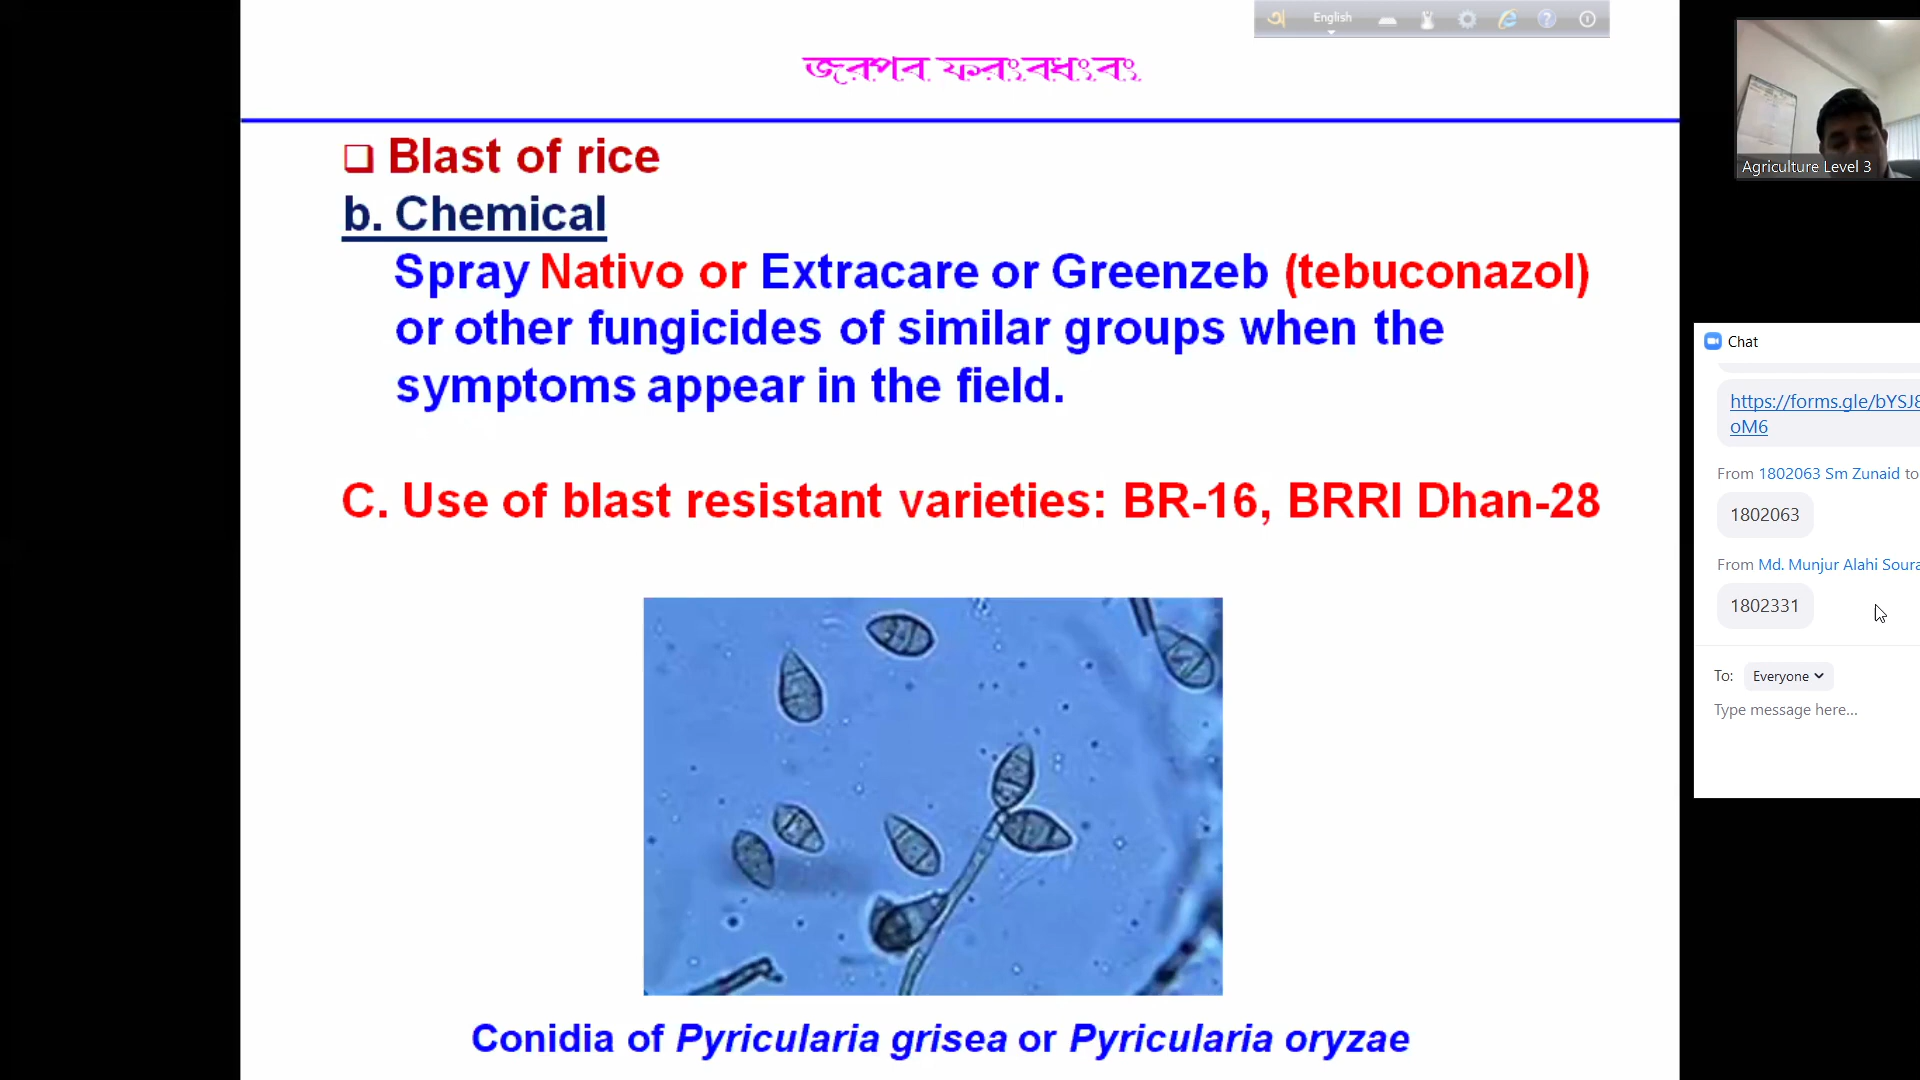 English
জরপব ফরংবধংবং
❑ Blast of rice
b. Chemical
Spray Nativo or Extracare or Greenzeb (tebuconazol)
or other fungicides of similar groups when the
symptoms appear in the field.
C. Use of blast resistant varieties: BR-16, BRRI Dhan-28
Conidia of Pyricularia grisea or Pyricularia oryzae
Agriculture Level 3
Chat
https://forms.gle/bYSJ8
oM6
From 1802063 Sm Zunaid to
1802063
From Md. Munjur Alahi Soura
1802331
To: Everyone
Type message here...